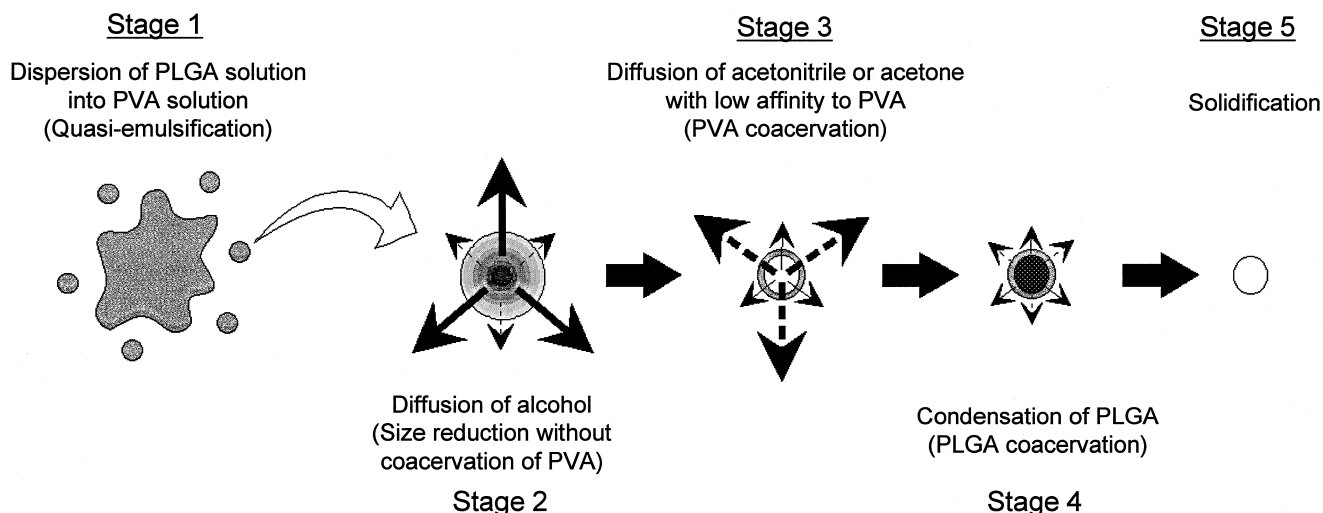 Stage 1
Dispersion of PLGA solution
into PVA solution
(Quasi-emulsification)
Diffusion of alcohol
(Size reduction without
coacervation of PVA)
Stage 2
Stage 3
Diffusion of acetonitrile or acetone
with low affinity to PVA
(PVA coacervation)
Condensation of PLGA
(PLGA coacervation)
Stage 4
Stage 5
Solidification